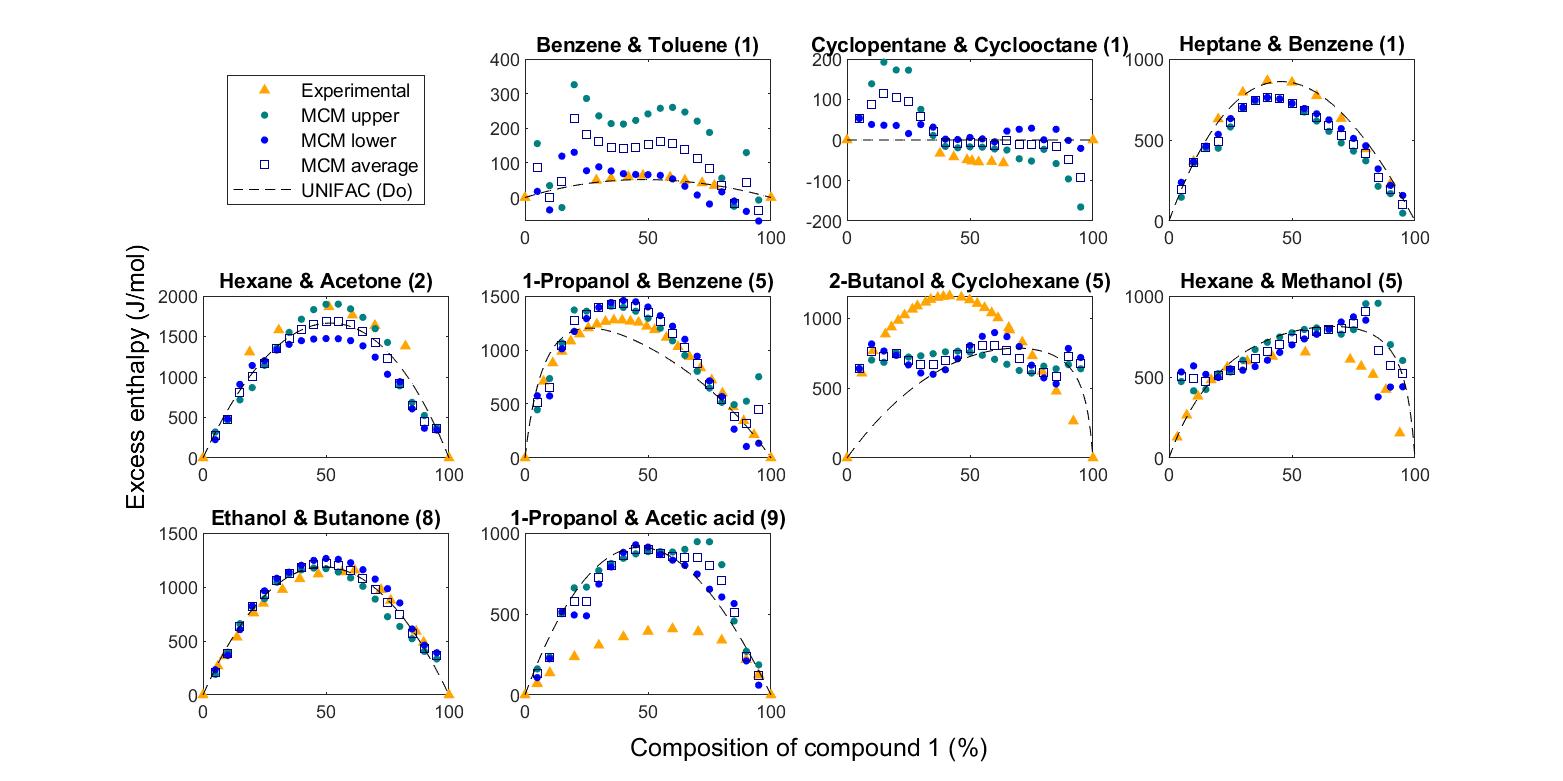 Experimental
MCM upper
MCM lower
MCM average
UNIFAC (Do)
Benzene & Toluene (1)
400
300
200
100
0
0 50 100
Cyclopentane & Cyclooctane (1)
200
100
0
-100
-200
0 50 100
Heptane & Benzene (1)
1000
500
0
0 50 100
Excess enthalpy (J/mol)
Hexane & Acetone (2)
2000
1500
1000
500
0
0 50 100
1-Propanol & Benzene (5)
1500
1000
500
0
0 50 100
2-Butanol & Cyclohexane (5)
1000
500
0
0 50 100
Hexane & Methanol (5)
1000
500
0
0 50 100
Ethanol & Butanone (8)
1500
1000
500
0
0 50 100
1-Propanol & Acetic acid (9)
1000
500
0
0 50 100
Composition of compound 1 (%)